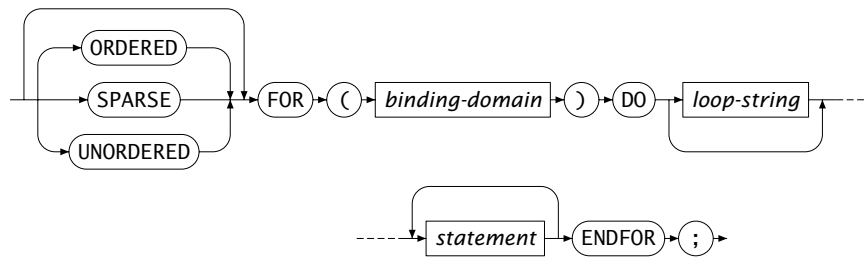 ORDERED
SPARSE FOR ( binding-domain ) DO loop-string
UNORDERED
statement ENDFOR ;